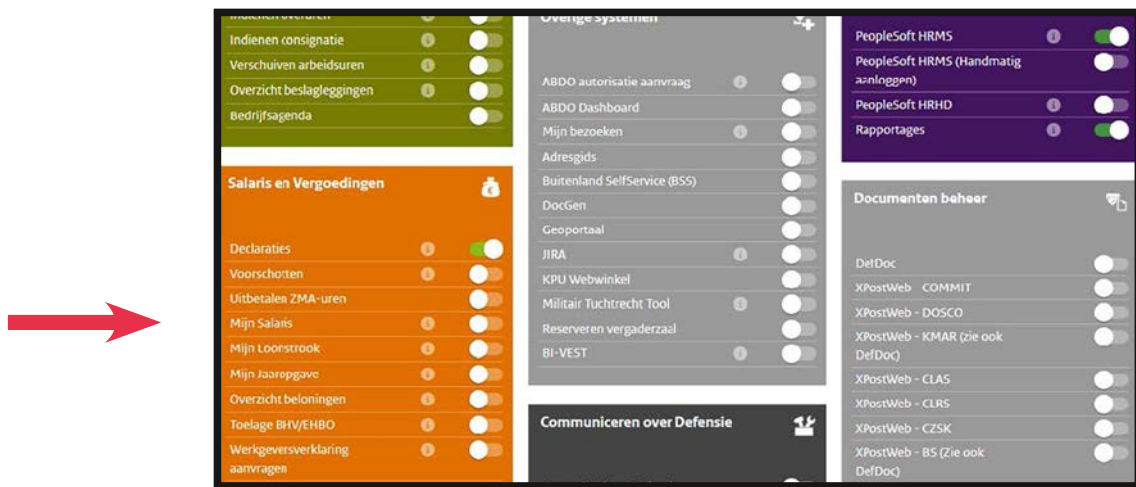 Indienen overuren
Indienen consignatie
Verschuiven arbeidsuren
Overzicht beslagleggingen
Bedrijfsagenda
Salaris en Vergoedingen
Declaraties
Voorschotten
Uitbetalen ZMA-uren
Mijn Salaris
Mijn Loonstrook
Mijn Jaaropgave
Overzicht beloningen
Toelage BHV/EHBO
Werkgeversverklaring
aanvragen
Overige systemen
ABDO autorisatie aanvraag
ABDO Dashboard
Mijn bezoeken
Adresgids
Buitenland SelfService (BSS)
DocGen
Geoportaal
JIRA
KPU Webwinkel
Militair Tuchtrecht Tool
Reserveren vergaderzaal
BI-VEST
Communiceren over Defensie
PeopleSoft HRMS
PeopleSoft HRMS (Handmatig
aanloggen)
PeopleSoft HRHD
Rapportages
Documenten beheer
DefDoc
XPostWeb - COMMIT
XPostWeb - DOSCO
XPostWeb - KMAR (zie ook
DefDoc)
XPostWeb - CLAS
XPostWeb - CLRS
XPostWeb - CZSK
XPostWeb - BS (Zie ook
DefDoc)